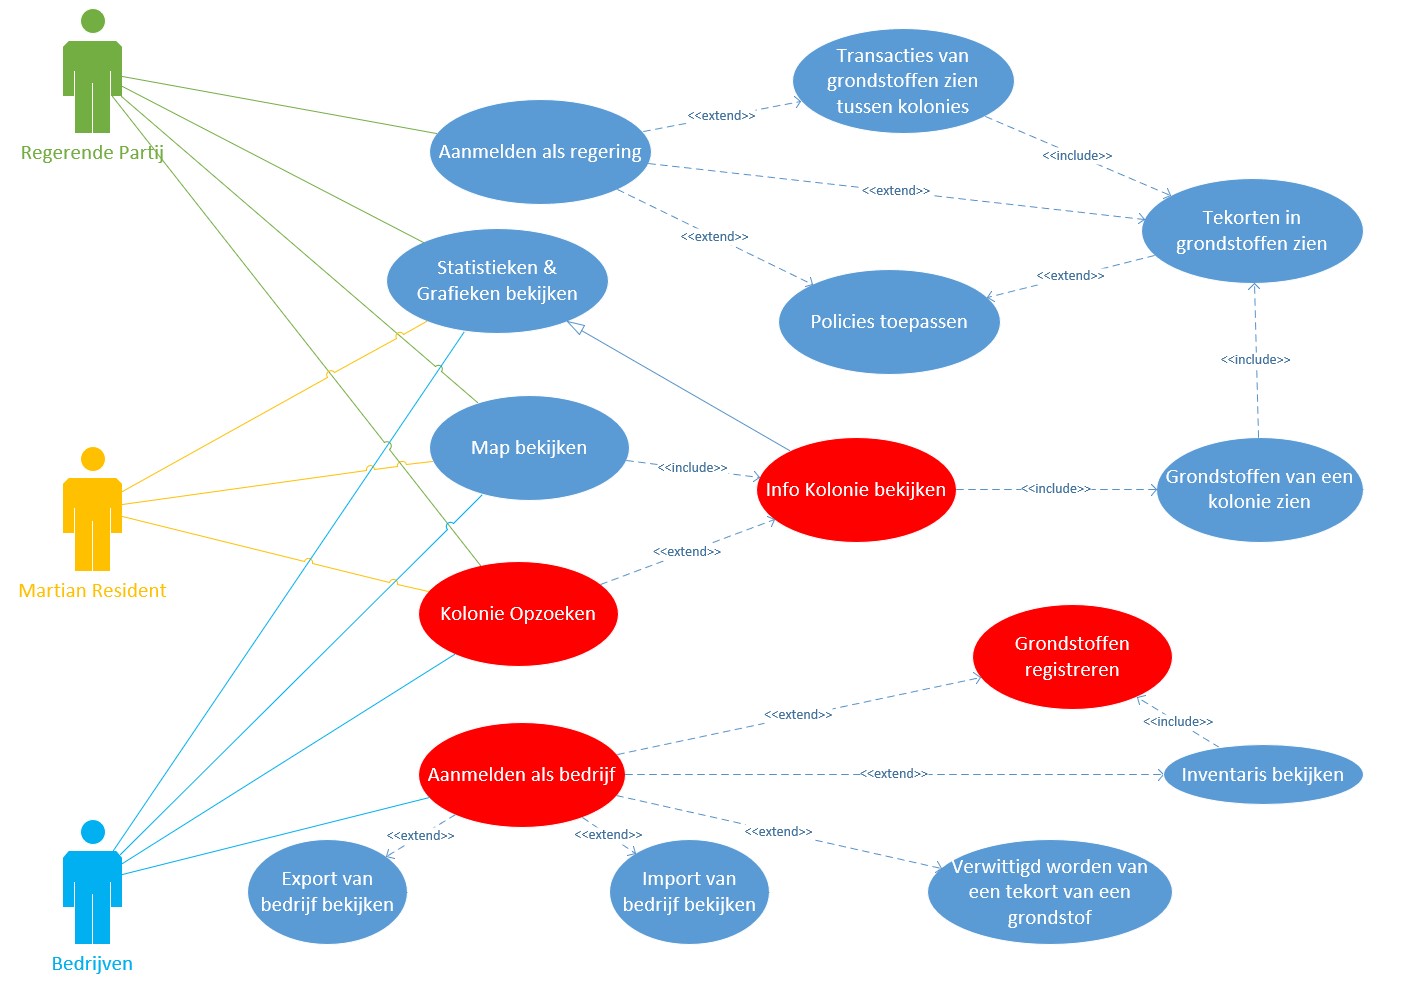 Regerende Partij
Martian Resident
Bedrijven
Aanmelden als regering
Statistieken &
Grafieken bekijken
Map bekijken
Kolonie Opzoeken
Aanmelden als bedrijf
Export van
bedrijf bekijken
Import van
bedrijf bekijken
Transacties van
grondstoffen zien
tussen kolonies
Policies toepassen
Info Kolonie bekijken
Tekorten in
grondstoffen zien
Grondstoffen van een
kolonie zien
Grondstoffen
registreren
Inventaris bekijken
Verwittigd worden van
een tekort van een
grondstof
<<extend>>
<<include>>
<<extend>>
<<extend>>
<<extend>>
<<include>>
<<include>>
<<include>>
<<extend>>
<<extend>>
<<include>>
<<extend>>
<<extend>>
<<extend>>
<<extend>>